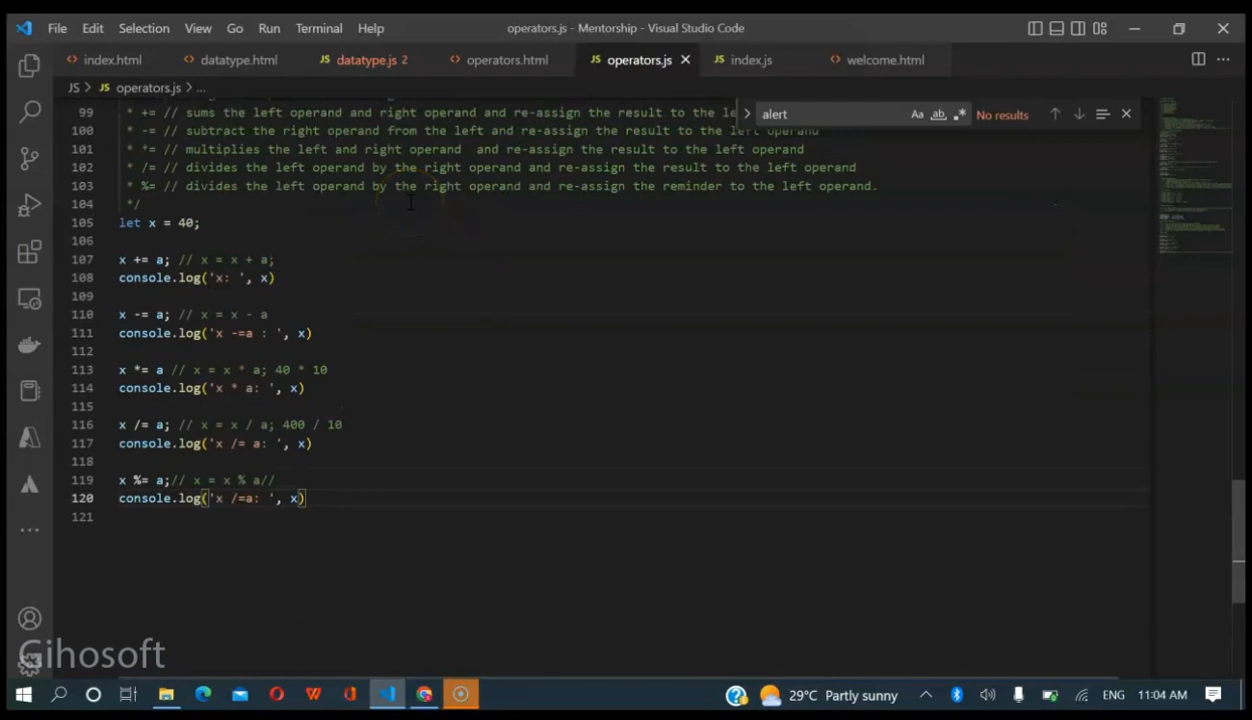 File Edit Selection View Go Run Terminal Help operators.js - Mentorship - Visual Studio Code
index.html datatype.html datatype.js 2 operators.html operators.js index.js welcome.html
JS > operators.js > ...
alert Aa ab, .* No results
99 * += // sums the left operand and right operand and re-assign the result to the le
100 * -= // subtract the right operand from the left and re-assign the result to the left operand
101 * *= // multiplies the left and right operand and re-assign the result to the left operand
102 * /= // divides the left operand by the right operand and re-assign the result to the left operand
103 * %= // divides the left operand by the right operand and re-assign the reminder to the left operand.
104 */
105 let x = 40;
106
107 x += a; // x = x + a;
108 console.log('x: ', x)
109
110 x -= a; // x = x - a
111 console.log('x -=a : ', x)
112
113 x *= a // x = x * a; 40 * 10
114 console.log('x * a: ', x)
115
116 x /= a; // x = x / a; 400 / 10
117 console.log('x /= a: ', x)
118
119 x %= a;// x = x % a//
120 console.log('x /=a: ', x)
121
Gihosoft
29°C Partly sunny ENG 11:04 AM